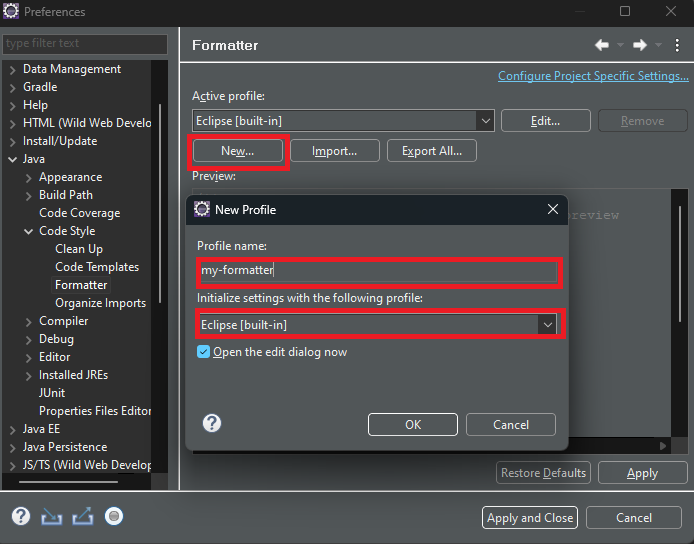 Preferences
type filter text
Data Management
Gradle
Help
HTML (Wild Web Develo
Install/Update
Java
Appearance
Build Path
Code Coverage
Code Style
Clean Up
Code Templates
Formatter
Organize Imports
Compiler
Debug
Editor
Installed JREs
JUnit
Properties Files Editor
Java EE
Java Persistence
JS/TS (Wild Web Develop
Formatter
Configure Project Specific Settings...
Active profile:
Eclipse [built-in]
Edit...
Remove
New...
Import...
Export All...
Preview:
preview
New Profile
Profile name:
my-formatter
Initialize settings with the following profile:
Eclipse [built-in]
Open the edit dialog now
OK
Cancel
Restore Defaults
Apply
Apply and Close
Cancel